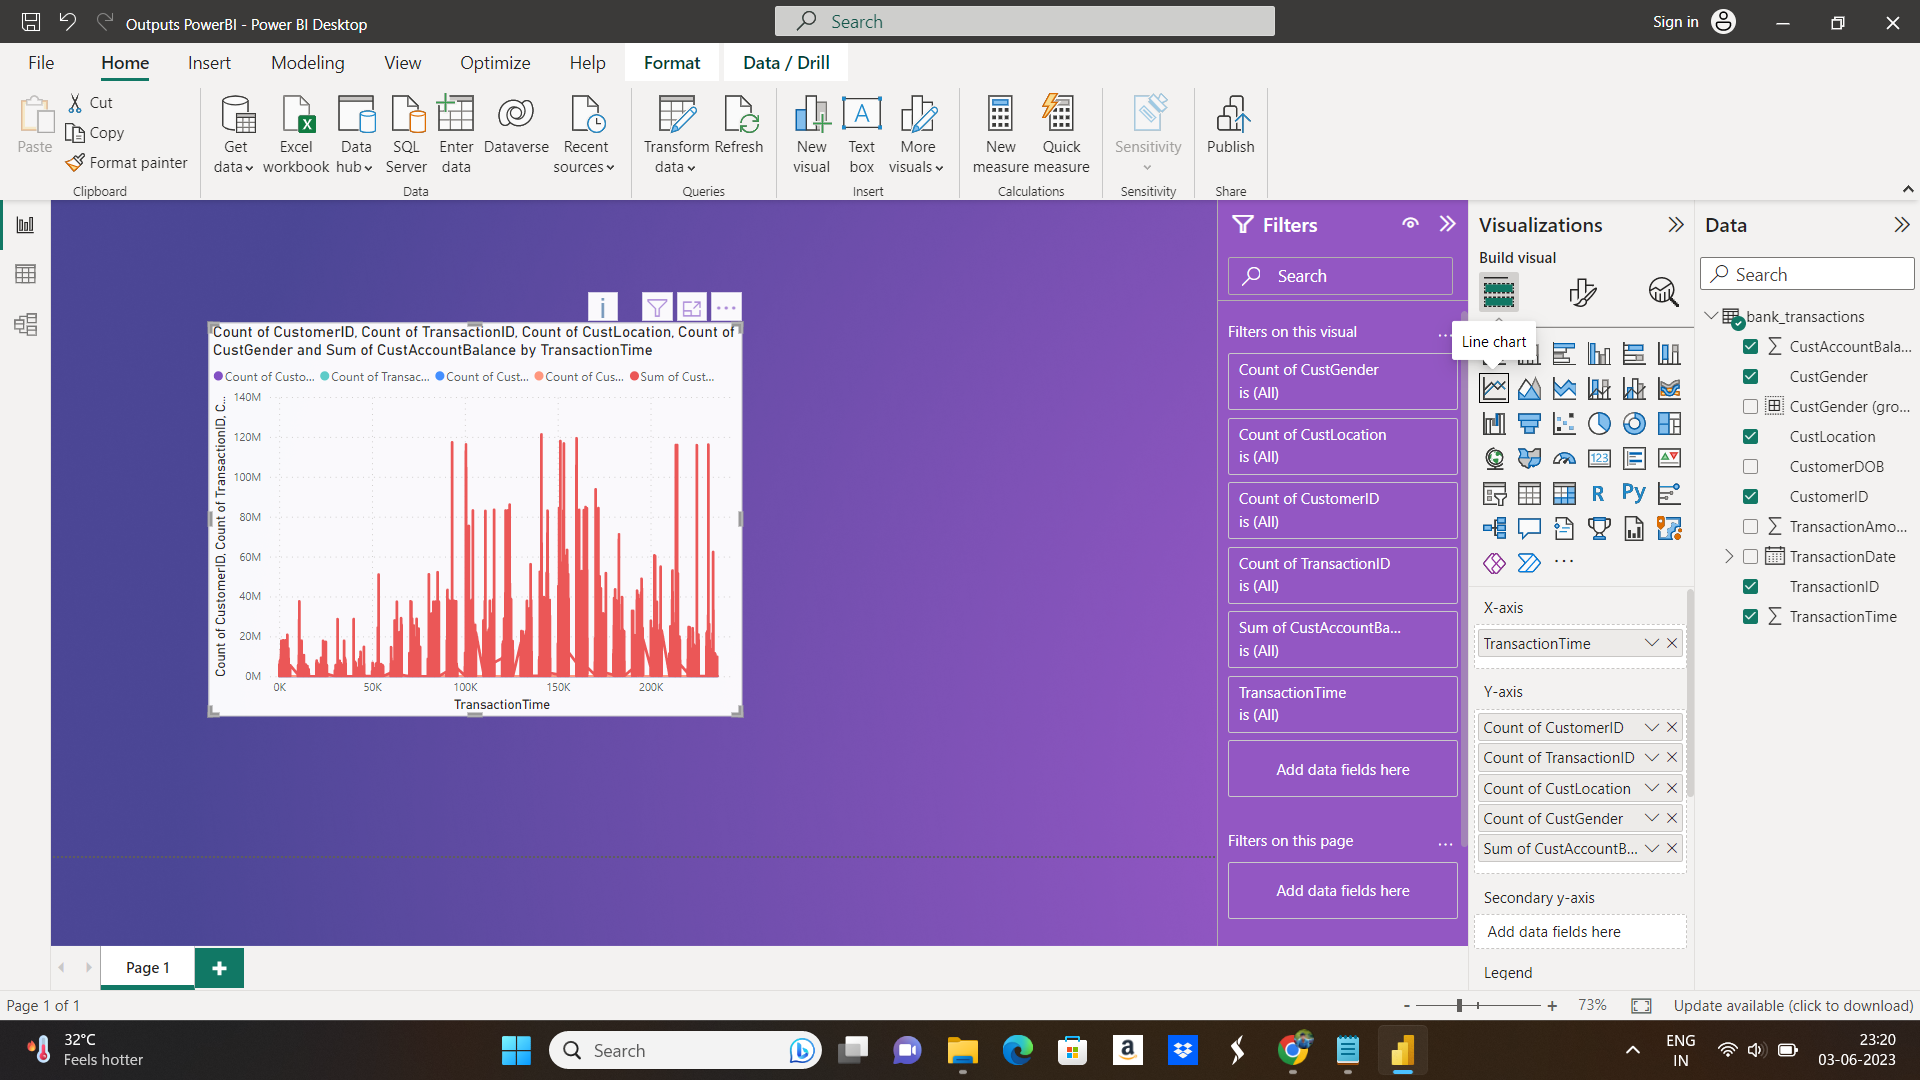 Outputs PowerBI - Power BI Desktop
Search
Sign in
File
Home
Insert
Modeling
View
Optimize
Help
Format
Data / Drill
Paste
Cut
Copy
Format painter
Clipboard
Get data
Excel workbook
Data hub
SQL Server
Enter data
Dataverse
Recent sources
Data
Transform data
Refresh
Queries
New visual
Text box
More visuals
Insert
New measure
Quick measure
Calculations
Sensitivity
Sensitivity
Publish
Share
Count of CustomerID, Count of TransactionID, Count of CustLocation, Count of
CustGender and Sum of CustAccountBalance by TransactionTime
Count of Custo...
Count of Transac...
Count of Cust...
Count of Cus...
Sum of Cust...
Count of CustomerID, Count of TransactionID, C...
140M
120M
100M
80M
60M
40M
20M
0M
0K
50K
100K
150K
200K
TransactionTime
Filters
Search
Filters on this visual
...
Count of CustGender
is (All)
Count of CustLocation
is (All)
Count of CustomerID
is (All)
Count of TransactionID
is (All)
Sum of CustAccountBa...
is (All)
TransactionTime
is (All)
Add data fields here
Filters on this page
...
Add data fields here
Visualizations
Build visual
Line chart
123
R
Py
...
X-axis
TransactionTime
Y-axis
Count of CustomerID
Count of TransactionID
Count of CustLocation
Count of CustGender
Sum of CustAccountB...
Secondary y-axis
Add data fields here
Legend
Data
Search
bank_transactions
CustAccountBala...
CustGender
CustGender (gro...
CustLocation
CustomerDOB
CustomerID
TransactionAmo...
TransactionDate
TransactionID
TransactionTime
Page 1
Page 1 of 1
- + 73%
Update available (click to download)
32°C
Feels hotter
Search
ENG
IN
23:20
03-06-2023